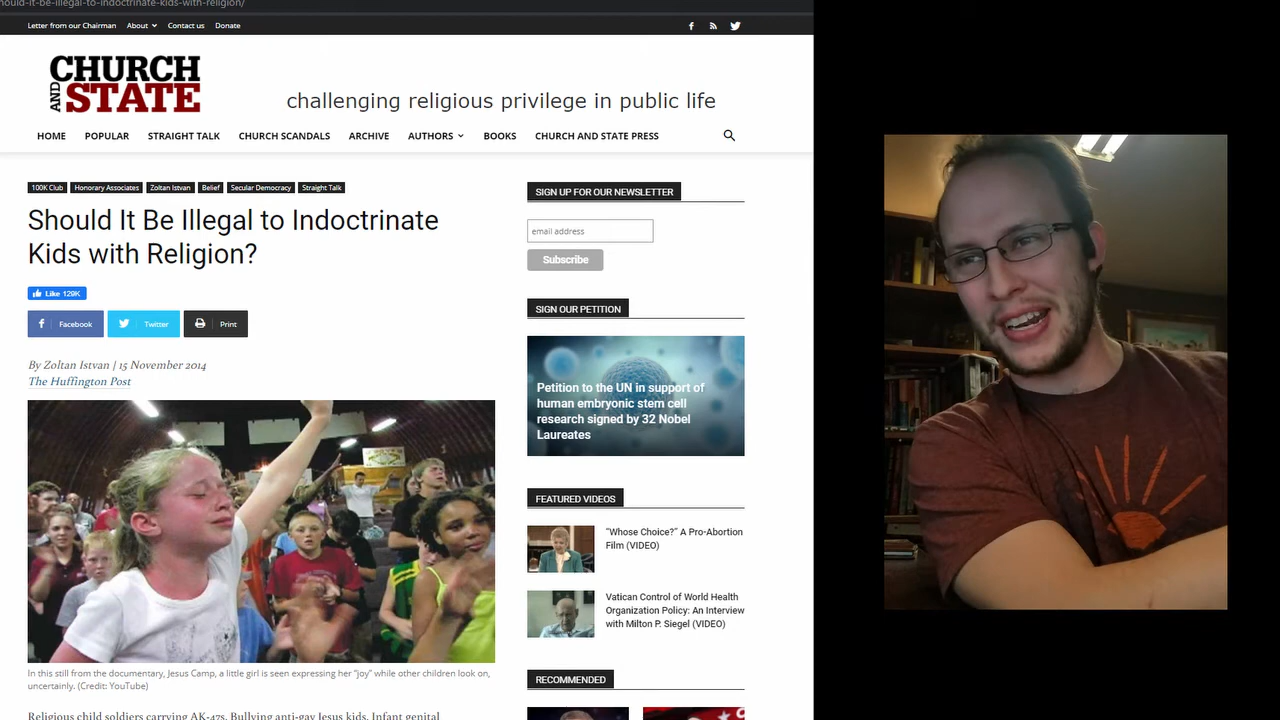 hould-it-be-illegal-to-indoctrinate-kids-with-religion/
Letter from our Chairman About Contact us Donate
CHURCH
AND STATE
challenging religious privilege in public life
HOME POPULAR STRAIGHT TALK CHURCH SCANDALS ARCHIVE AUTHORS BOOKS CHURCH AND STATE PRESS
100K Club Honorary Associates Zoltan Istvan Belief Secular Democracy Straight Talk
Should It Be Illegal to Indoctrinate
Kids with Religion?
Like 129K
Facebook Twitter Print
By Zoltan Istvan | 15 November 2014
The Huffington Post
In this still from the documentary, Jesus Camp, a little girl is seen expressing her “joy” while other children look on,
uncertainly. (Credit: YouTube)
Religious child soldiers carrying AK-47s. Bullying anti-gay Jesus kids. Infant genital
SIGN UP FOR OUR NEWSLETTER
email address
Subscribe
SIGN OUR PETITION
Petition to the UN in support of
human embryonic stem cell
research signed by 32 Nobel
Laureates
FEATURED VIDEOS
“Whose Choice?” A Pro-Abortion
Film (VIDEO)
Vatican Control of World Health
Organization Policy: An Interview
with Milton P. Siegel (VIDEO)
RECOMMENDED